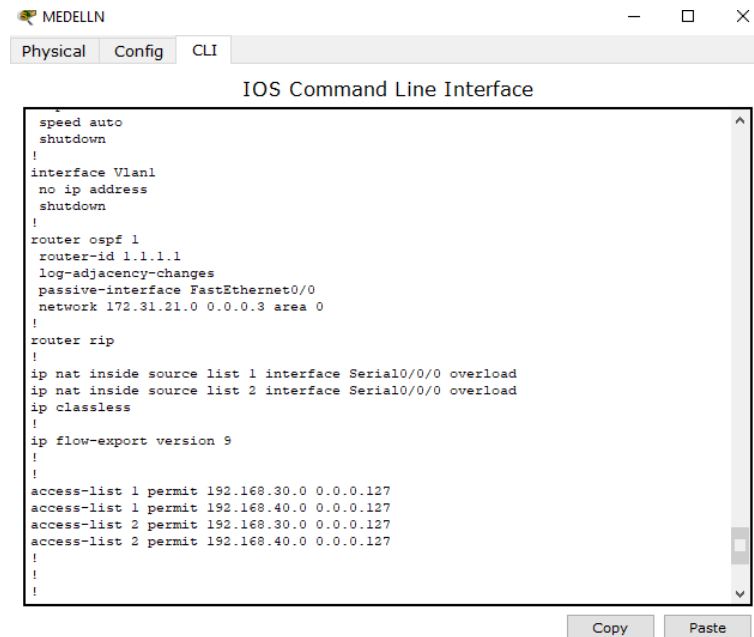 MEDELLN
Physical Config CLI
IOS Command Line Interface
speed auto
shutdown
!
interface Vlan1
no ip address
shutdown
!
router ospf 1
router-id 1.1.1.1
log-adjacency-changes
passive-interface FastEthernet0/0
network 172.31.21.0 0.0.0.3 area 0
!
router rip
!
ip nat inside source list 1 interface Serial0/0/0 overload
ip nat inside source list 2 interface Serial0/0/0 overload
ip classless
!
ip flow-export version 9
!
!
access-list 1 permit 192.168.30.0 0.0.0.127
access-list 1 permit 192.168.40.0 0.0.0.127
access-list 2 permit 192.168.30.0 0.0.0.127
access-list 2 permit 192.168.40.0 0.0.0.127
!
!
!
Copy Paste